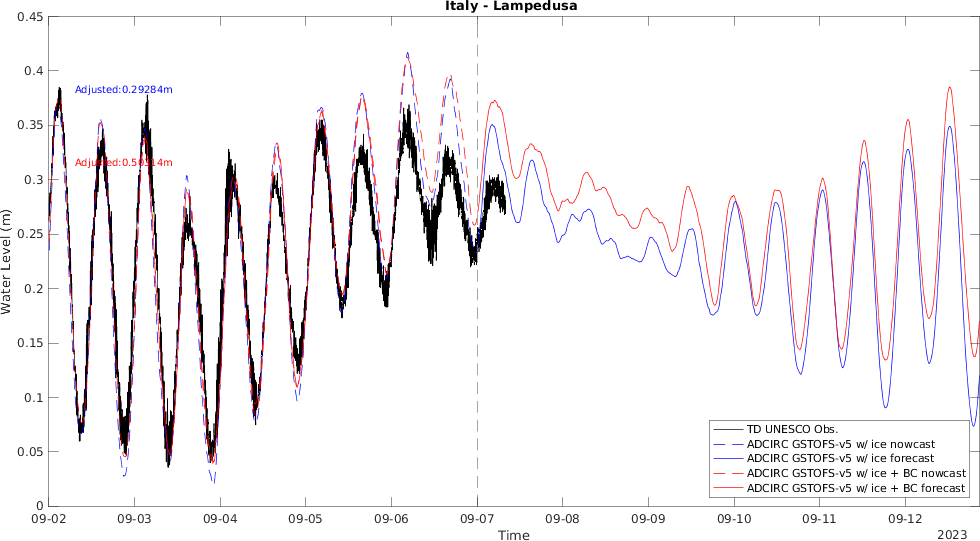 Italy - Lampedusa
0.45
0.4
0.35
0.3
0.25
0.2
0.15
0.1
0.05
0
Water Level (m)
Adjusted:0.29284m
Adjusted:0.50314m
TD UNESCO Obs.
ADCIRC GSTOFS-v5 w/ ice nowcast
ADCIRC GSTOFS-v5 w/ ice forecast
ADCIRC GSTOFS-v5 w/ ice + BC nowcast
ADCIRC GSTOFS-v5 w/ ice + BC forecast
09-02 09-03 09-04 09-05 09-06 09-07 09-08 09-09 09-10 09-11 09-12
Time
2023